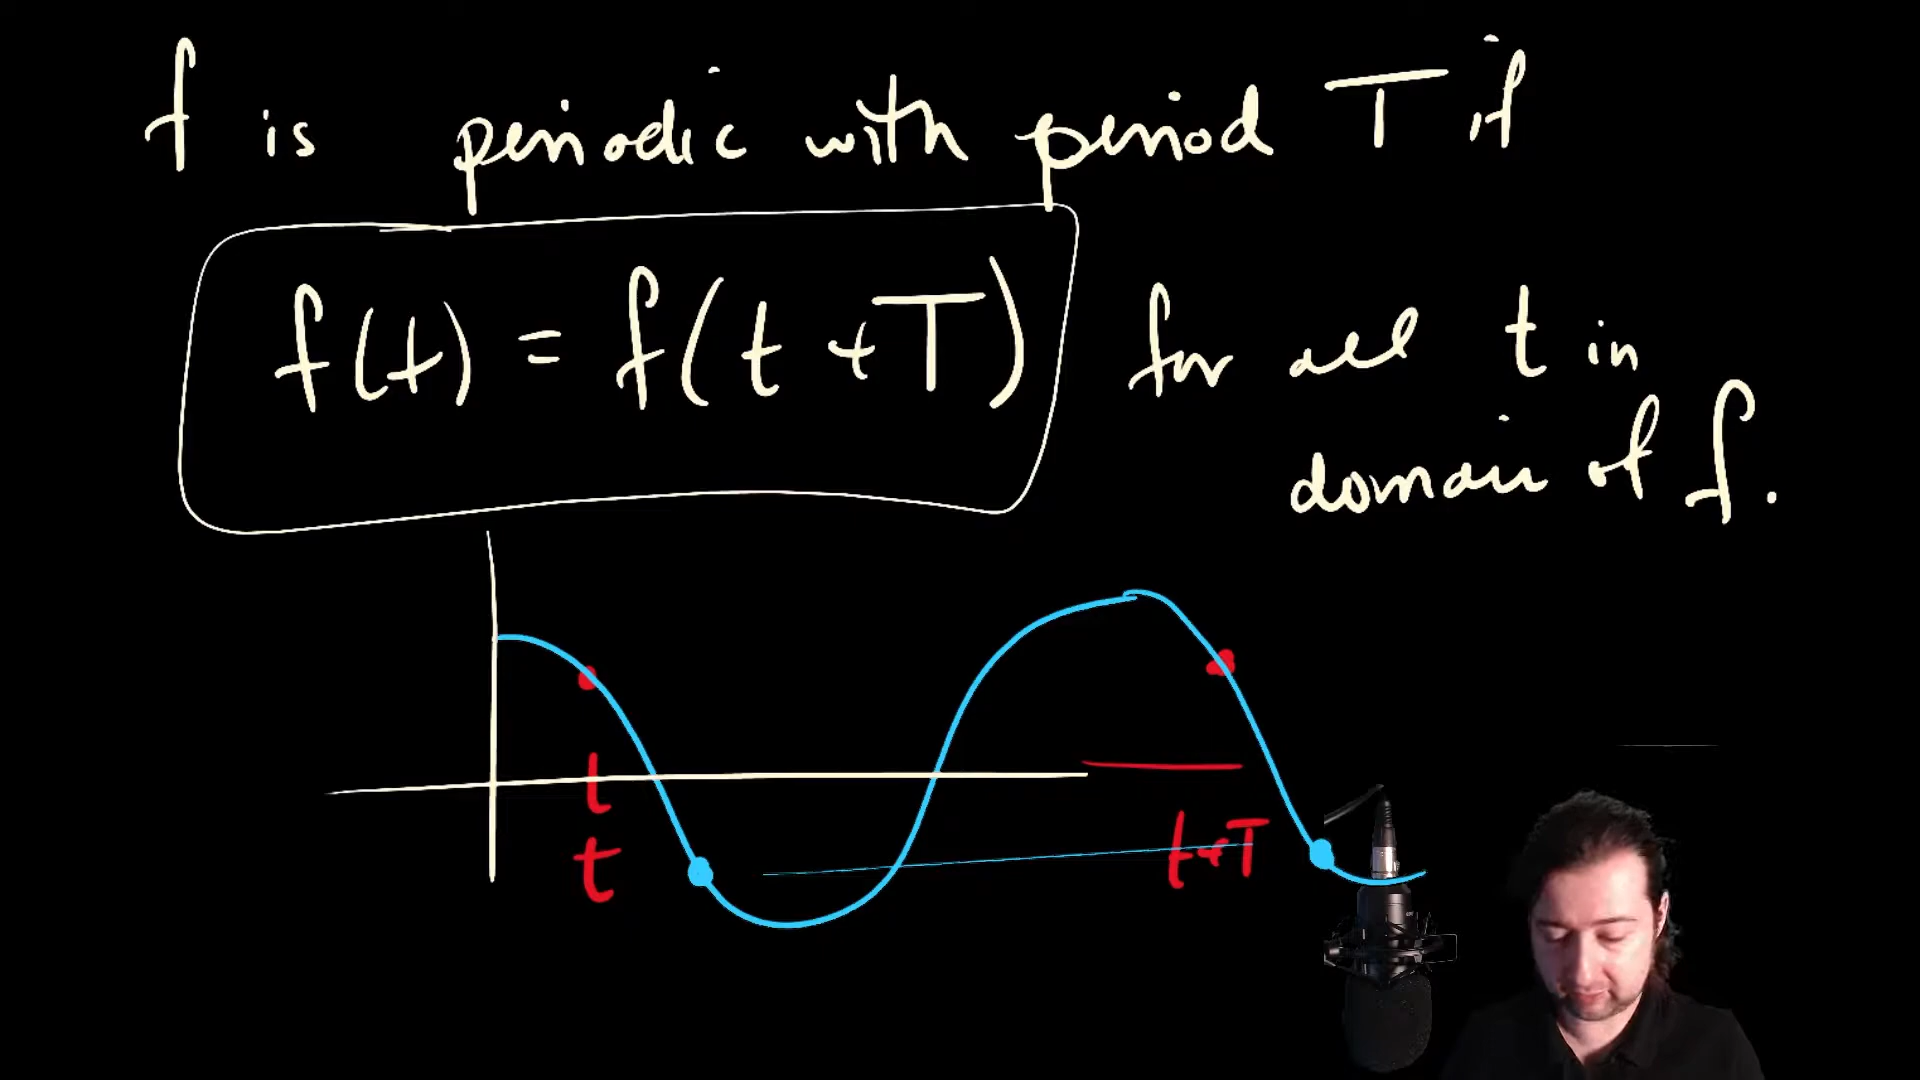 f is periodic with period T if
f(t) = f(t+T) for all t in
domain of f.
t
t
t+T